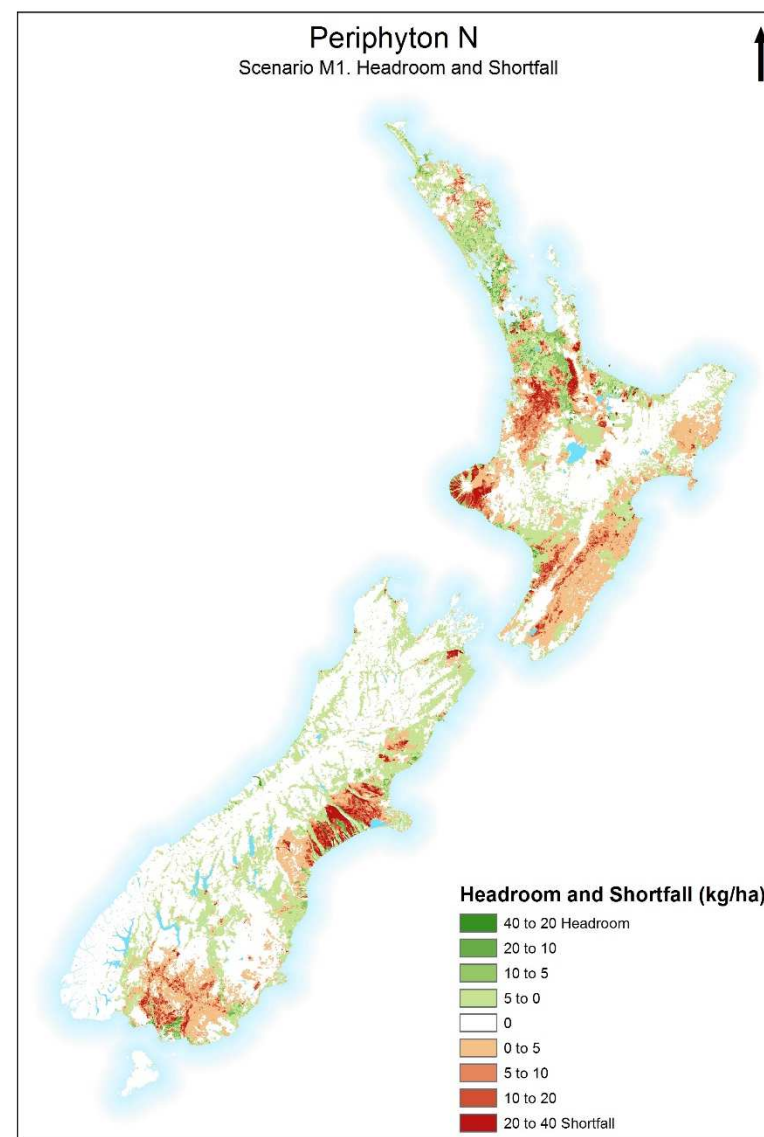 Periphyton N
Scenario M1. Headroom and Shortfall
Headroom and Shortfall (kg/ha)
40 to 20 Headroom
20 to 10
10 to 5
5 to 0
0
0 to 5
5 to 10
10 to 20
20 to 40 Shortfall